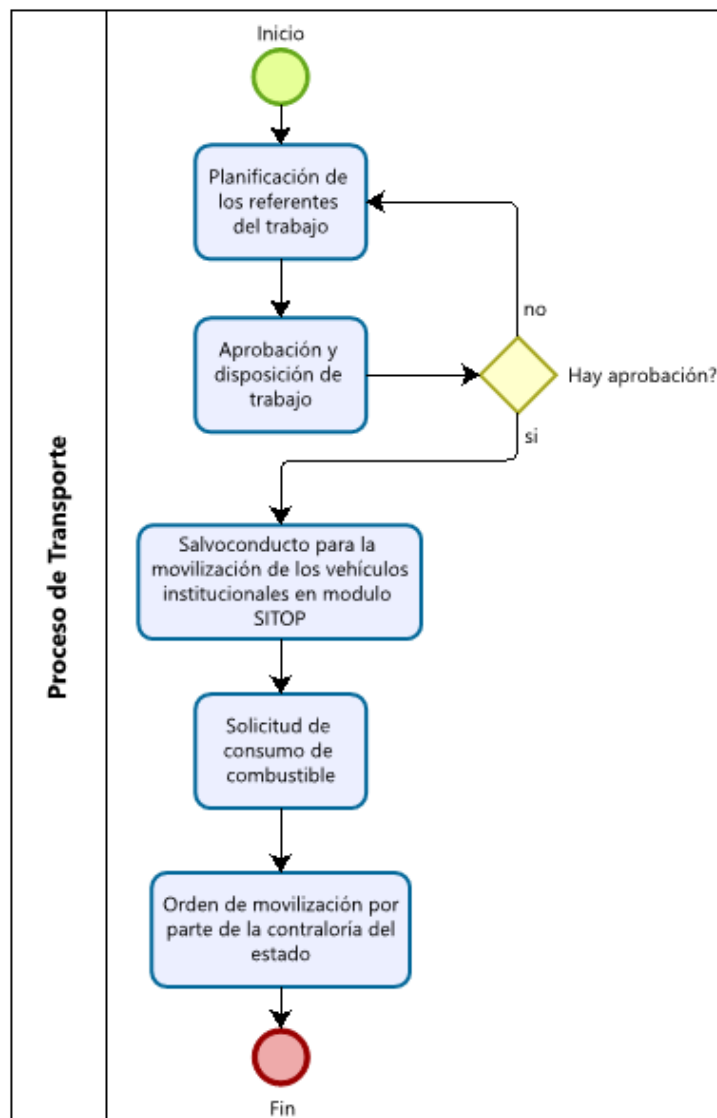 Inicio
Planificación de
los referentes
del trabajo
Aprobación y
disposición de
trabajo
no
Hay aprobación?
si
Salvoconducto para la
movilización de los vehículos
institucionales en modulo
SITOP
Solicitud de
consumo de
combustible
Orden de movilización por
parte de la contraloría del
estado
Fin
Proceso de Transporte